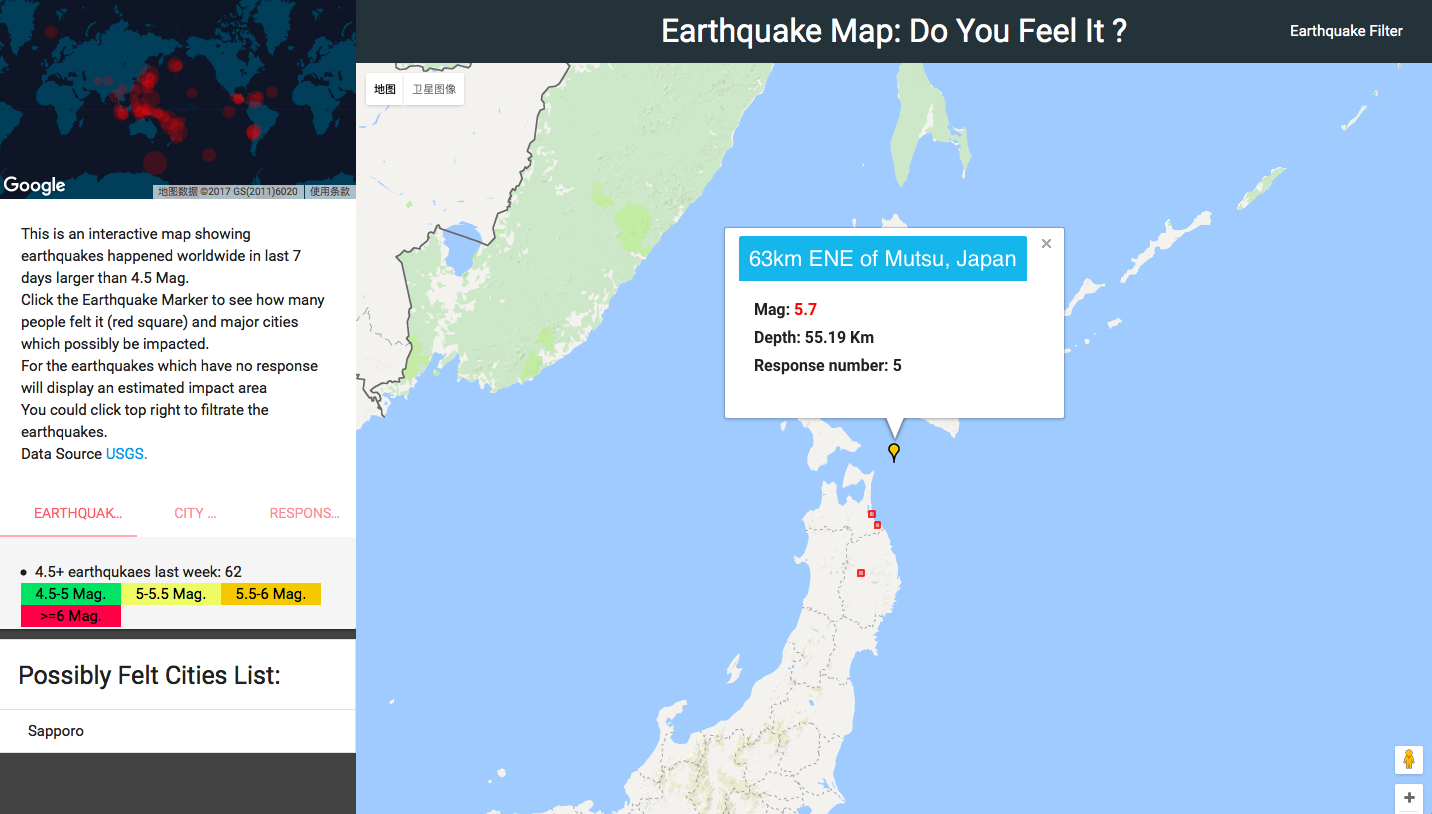 Google
地图数据 ©2017 GS(2011)6020
使用条款
This is an interactive map showing
earthquakes happened worldwide in last 7
days larger than 4.5 Mag.
Click the Earthquake Marker to see how many
people felt it (red square) and major cities
which possibly be impacted.
For the earthquakes which have no response
will display an estimated impact area
You could click top right to filtrate the
earthquakes.
Data Source USGS.
EARTHQUAK...
CITY ...
RESPONS...
4.5+ earthqukaes last week: 62
4.5-5 Mag.
5-5.5 Mag.
5.5-6 Mag.
>=6 Mag.
Possibly Felt Cities List:
Sapporo
Earthquake Map: Do You Feel It ?
Earthquake Filter
地图
卫星图像
63km ENE of Mutsu, Japan
×
Mag: 5.7
Depth: 55.19 Km
Response number: 5
+